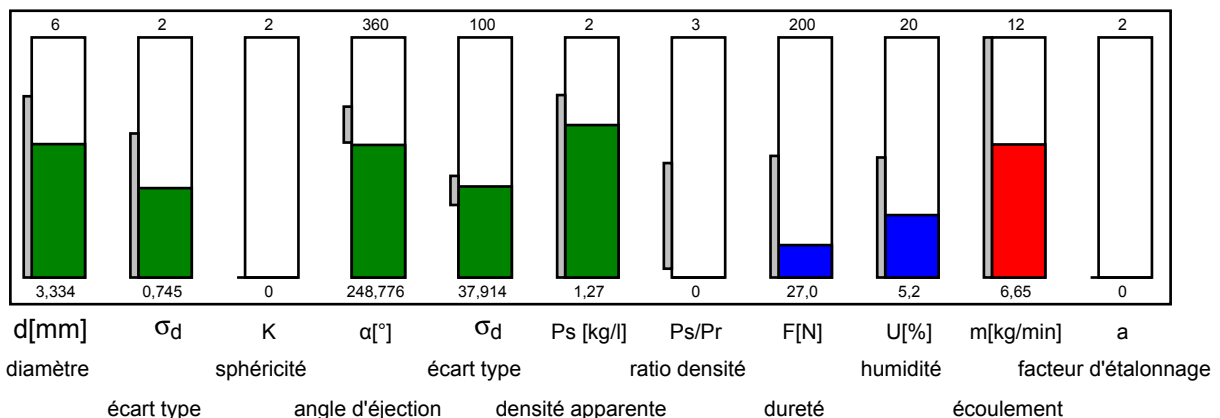 6 2 2 360 100 2 3 200 20 12 2
3,334 0,745 0 248,776 37,914 1,27 0 27,0 5,2 6,65 0
d[mm] σd K α[°] σd Ps [kg/l] Ps/Pr F[N] U[%] m[kg/min] a
diamètre sphéricité écart type ratio densité humidité facteur d'étalonnage
écart type angle d'éjection densité apparente dureté écoulement